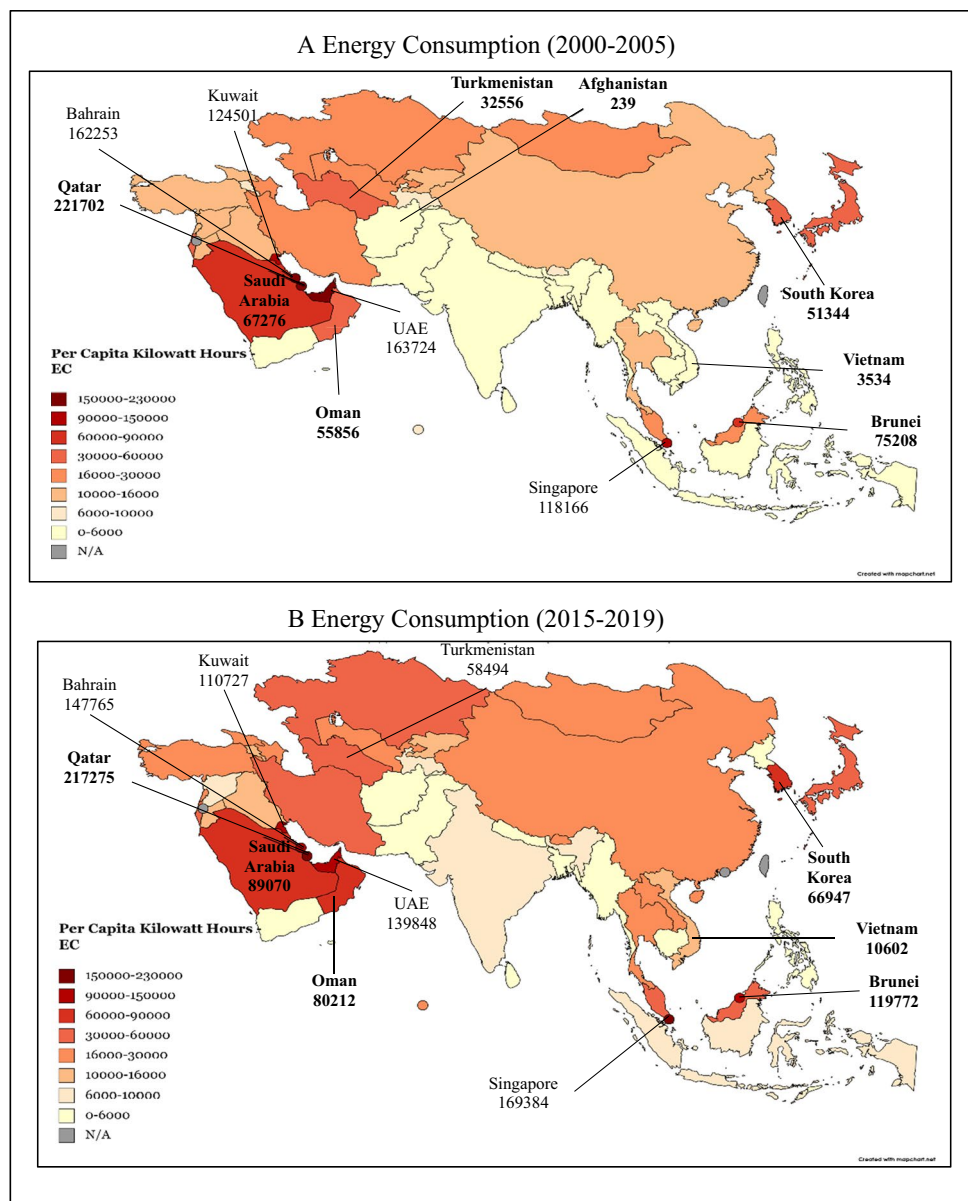 A Energy Consumption (2000-2005)
Turkmenistan
32556
Afghanistan
239
Kuwait
124501
Bahrain
162253
Qatar
221702
Saudi
Arabia
67276
South Korea
51344
UAE
163724
Vietnam
3534
Oman
55856
Brunei
75208
Singapore
118166
Per Capita Kilowatt Hours -
EC
150000-230000
90000-150000
60000-90000
30000-60000
16000-30000
10000-16000
6000-10000
0-6000
N/A
Created with mapchart.net
B Energy Consumption (2015-2019)
Turkmenistan
58494
Kuwait
110727
Bahrain
147765
Qatar
217275
Saudi
Arabia
89070
South
Korea
66947
UAE
139848
Vietnam
10602
Oman
80212
Brunei
119772
Singapore
169384
Per Capita Kilowatt Hours -
EC
150000-230000
90000-150000
60000-90000
30000-60000
16000-30000
10000-16000
6000-10000
0-6000
N/A
Created with mapchart.net